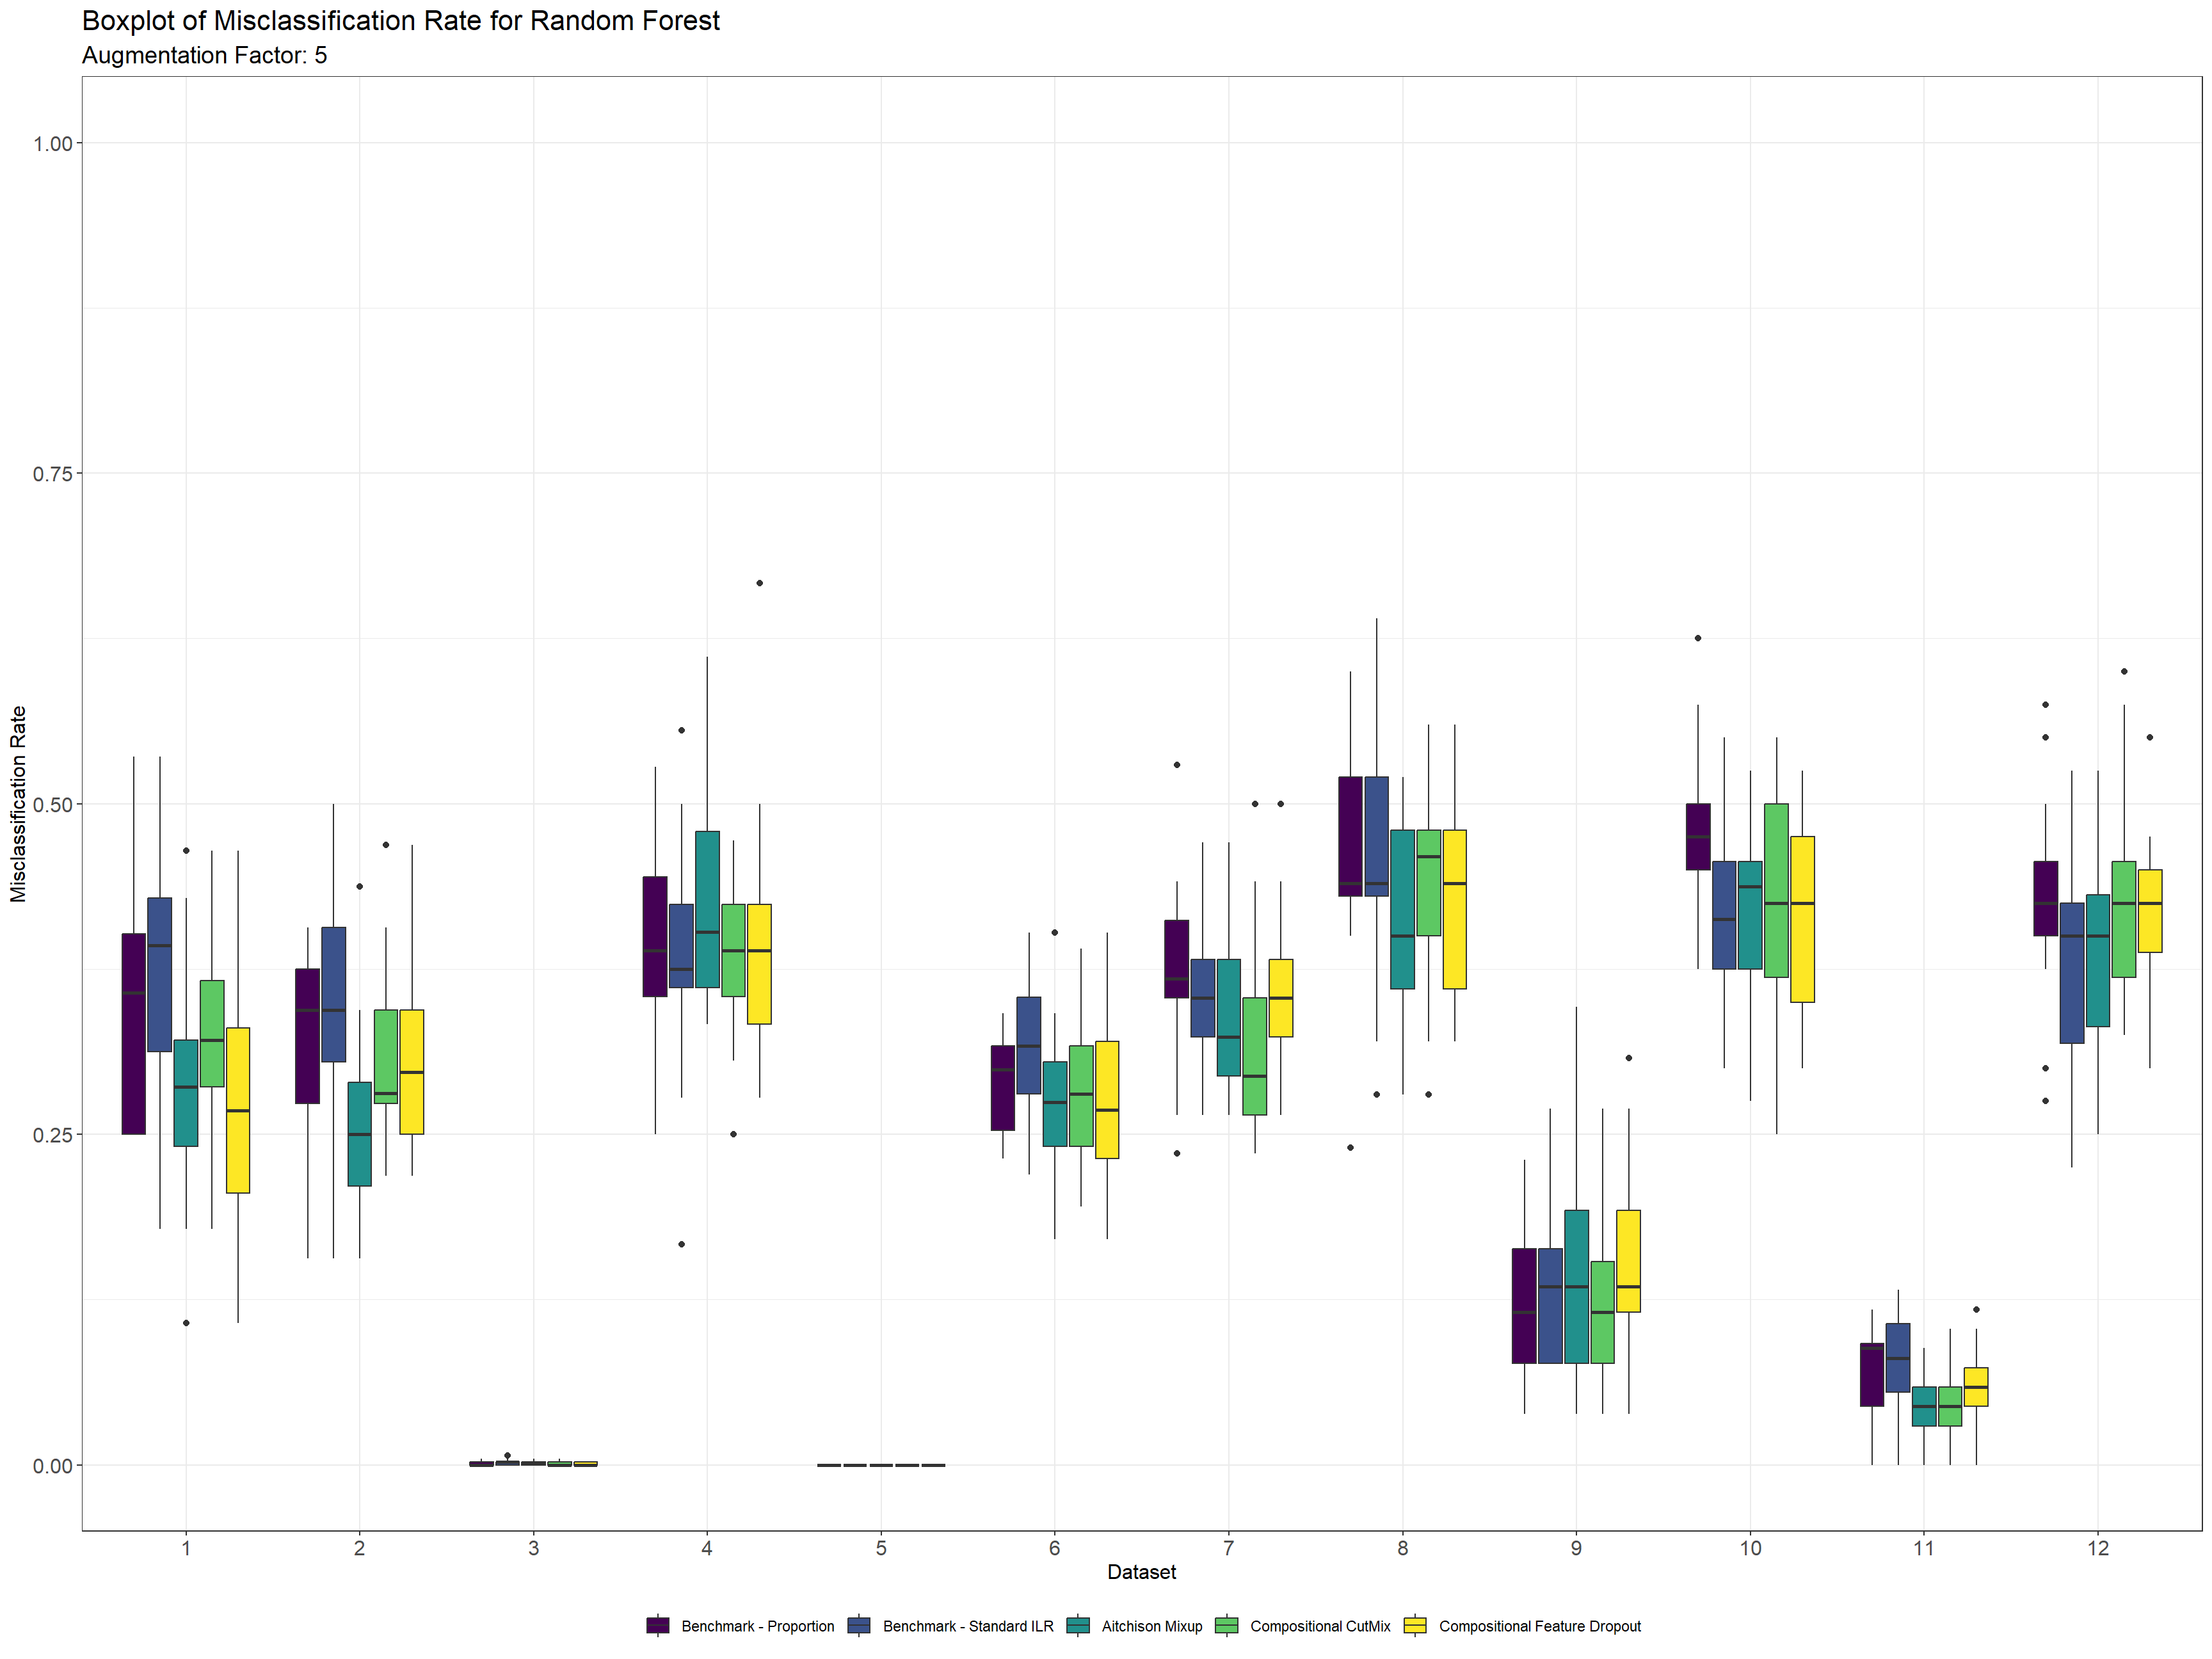 Boxplot of Misclassification Rate for Random Forest
Augmentation Factor: 5
1.00
0.75
0.50
0.25
0.00
Misclassification Rate
1 2 3 4 5 6 7 8 9 10 11 12
Dataset
Benchmark - Proportion Benchmark - Standard ILR Aitchison Mixup Compositional CutMix Compositional Feature Dropout